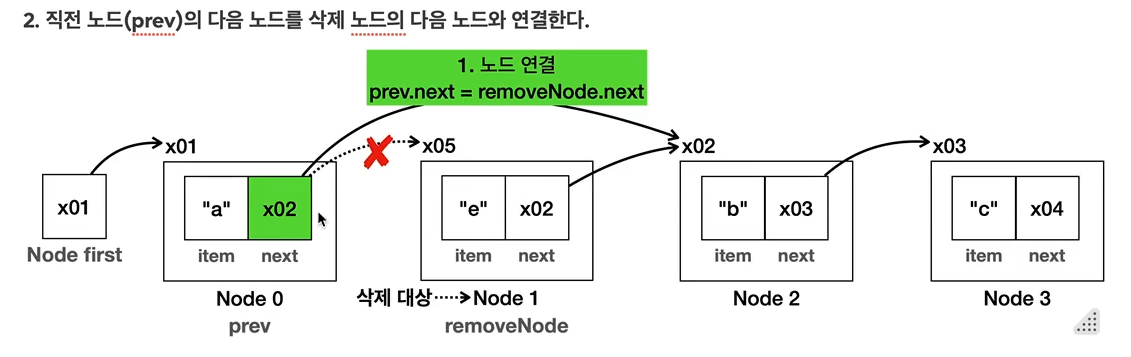 2. 직전 노드(prev)의 다음 노드를 삭제 노드의 다음 노드와 연결한다.
1. 노드 연결
prev.next = removeNode.next
x01 x05 x02 x03
x01 "a" x02 "e" x02 "b" x03 "c" x04
Node first item next item next item next item next
Node 0 삭제 대상 Node 1 Node 2 Node 3
prev removeNode